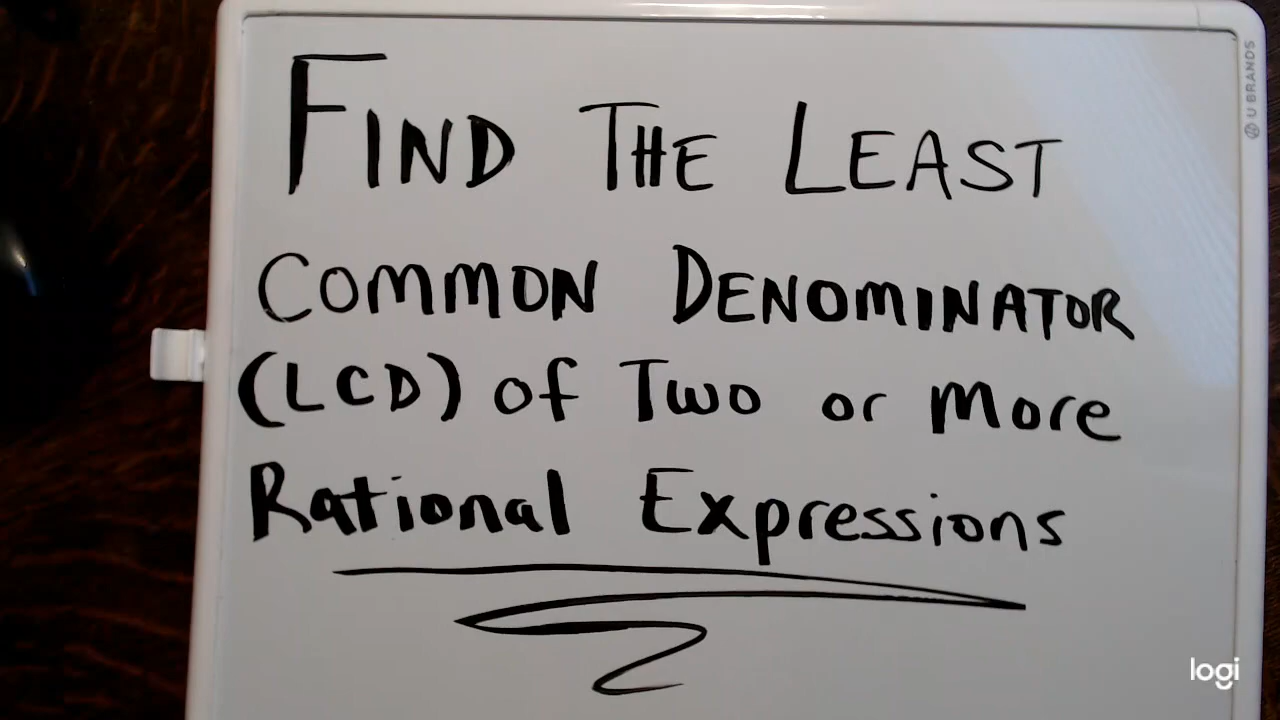 FIND THE LEAST
COMMON DENOMINATOR
(LCD) of Two or More
Rational Expressions
U BRANDS
logi